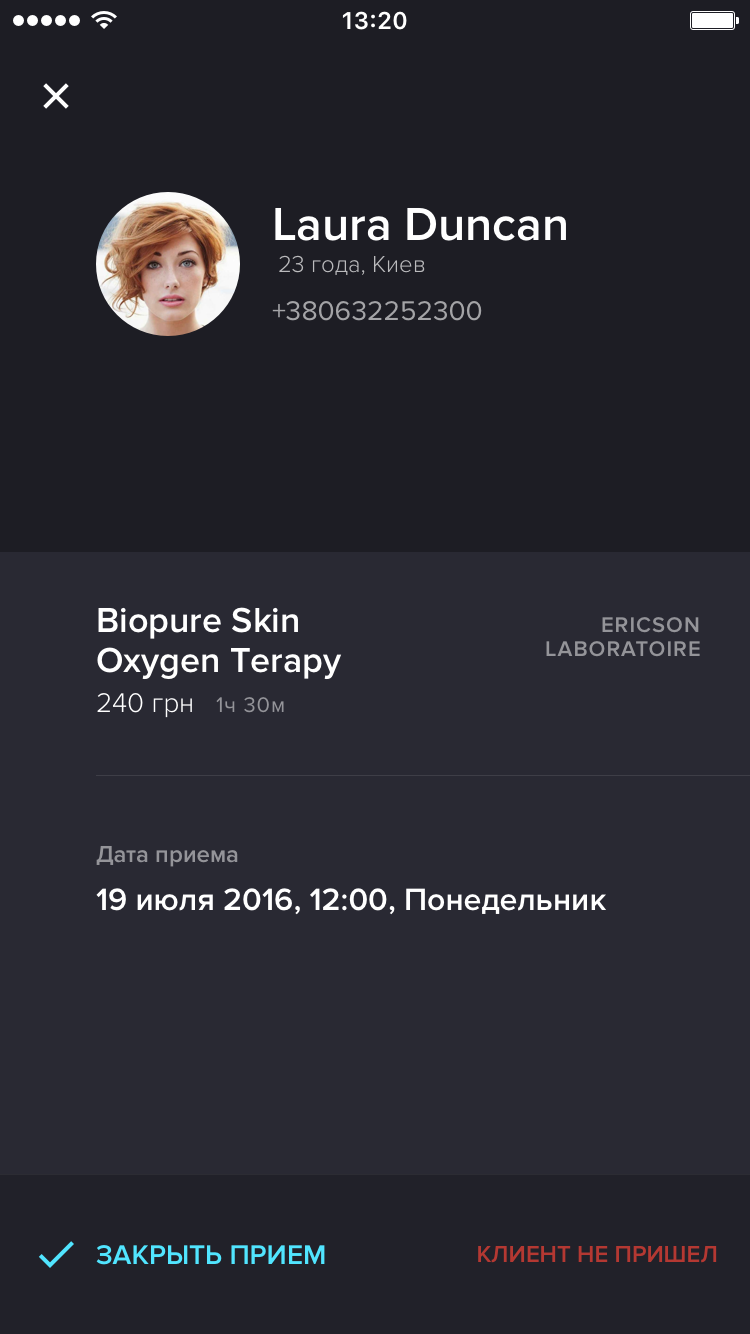 13:20
Laura Duncan
23 года, Киев
+380632252300
Biopure Skin
Oxygen Terapy
ERICSON
LABORATOIRE
240 грн 1ч 30м
Дата приема
19 июля 2016, 12:00, Понедельник
ЗАКРЫТЬ ПРИЕМ
КЛИЕНТ НЕ ПРИШЕЛ